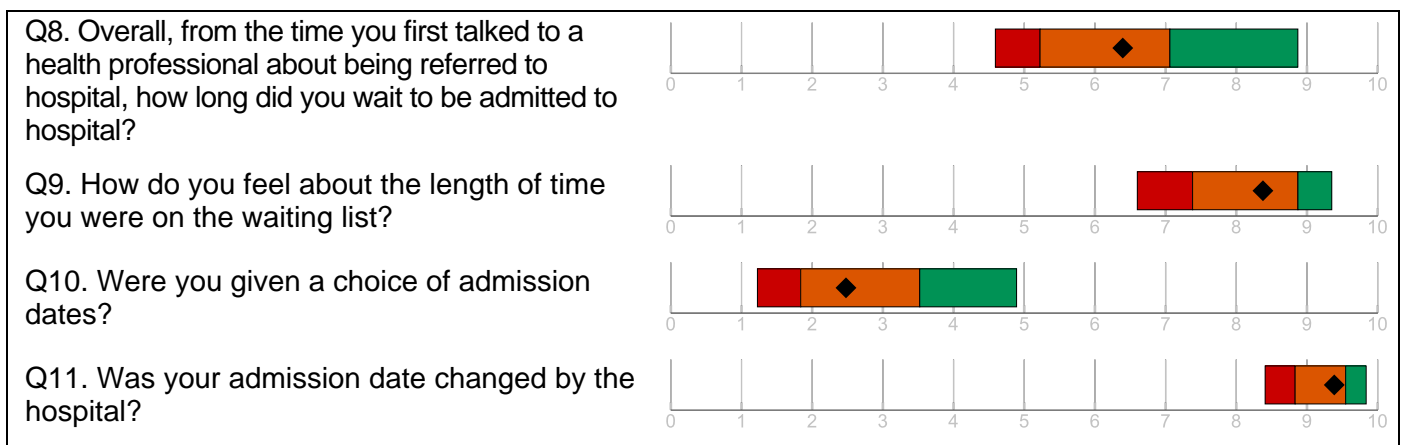 Q8. Overall, from the time you first talked to a
health professional about being referred to
hospital, how long did you wait to be admitted to
hospital?
0 1 2 3 4 5 6 7 8 9 10
Q9. How do you feel about the length of time
you were on the waiting list?
0 1 2 3 4 5 6 7 8 9 10
Q10. Were you given a choice of admission
dates?
0 1 2 3 4 5 6 7 8 9 10
Q11. Was your admission date changed by the
hospital?
0 1 2 3 4 5 6 7 8 9 10